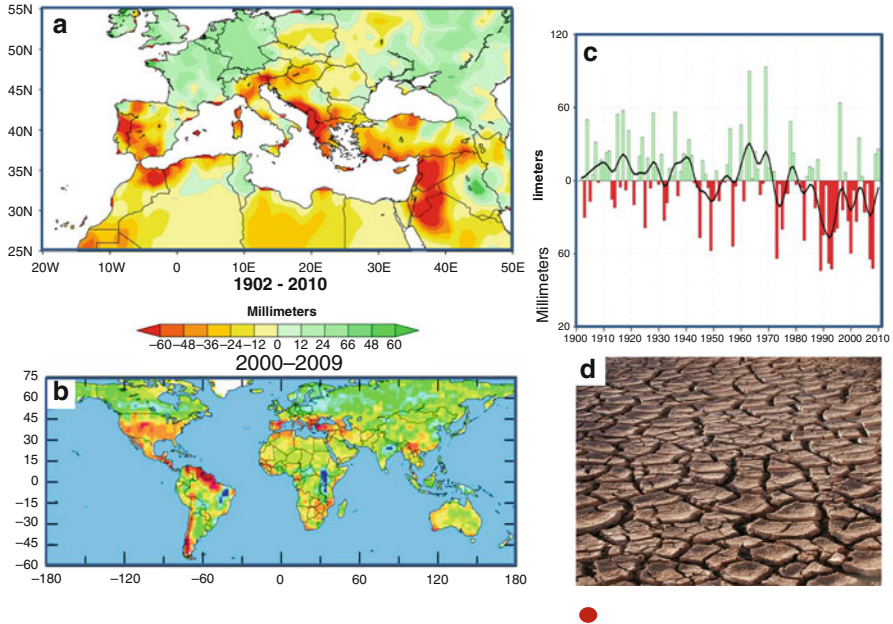 a
55N
50N
45N
40N
35N
30N
25N
20W 10W 0 10E 20E 30E 40E 50E
1902 - 2010
Millimeters
−60−48−36−24−12 0 12 24 66 48 60
2000–2009
b
75
60
45
30
15
0
−15
−30
−45
−60
−180 −120 −60 0 60 120 180
c
120
60
0
60
20
limeters
Millimeters
1900 1910 1920 1930 1940 1950 1960 1970 1980 1990 2000 2010
d